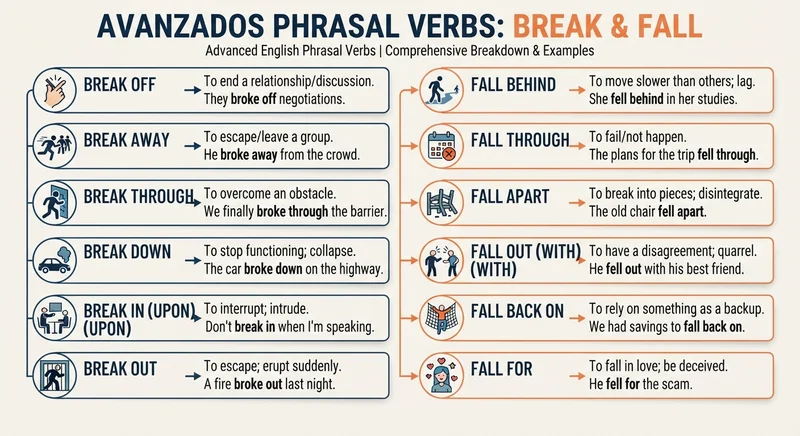 AVANZADOS PHRASAL VERBS: BREAK & FALL
Advanced English Phrasal Verbs | Comprehensive Breakdown & Examples
BREAK OFF
To end a relationship/discussion.
They broke off negotiations.
BREAK AWAY
To escape/leave a group.
He broke away from the crowd.
BREAK THROUGH
To overcome an obstacle.
We finally broke through the barrier.
BREAK DOWN
To stop functioning; collapse.
The car broke down on the highway.
BREAK IN (UPON)
(UPON)
To interrupt; intrude.
Don't break in when I'm speaking.
BREAK OUT
To escape; erupt suddenly.
A fire broke out last night.
FALL BEHIND
To move slower than others; lag.
She fell behind in her studies.
FALL THROUGH
To fail/not happen.
The plans for the trip fell through.
FALL APART
To break into pieces; disintegrate.
The old chair fell apart.
FALL OUT (WITH)
(WITH)
To have a disagreement; quarrel.
He fell out with his best friend.
FALL BACK ON
To rely on something as a backup.
We had savings to fall back on.
FALL FOR
To fall in love; be deceived.
He fell for the scam.